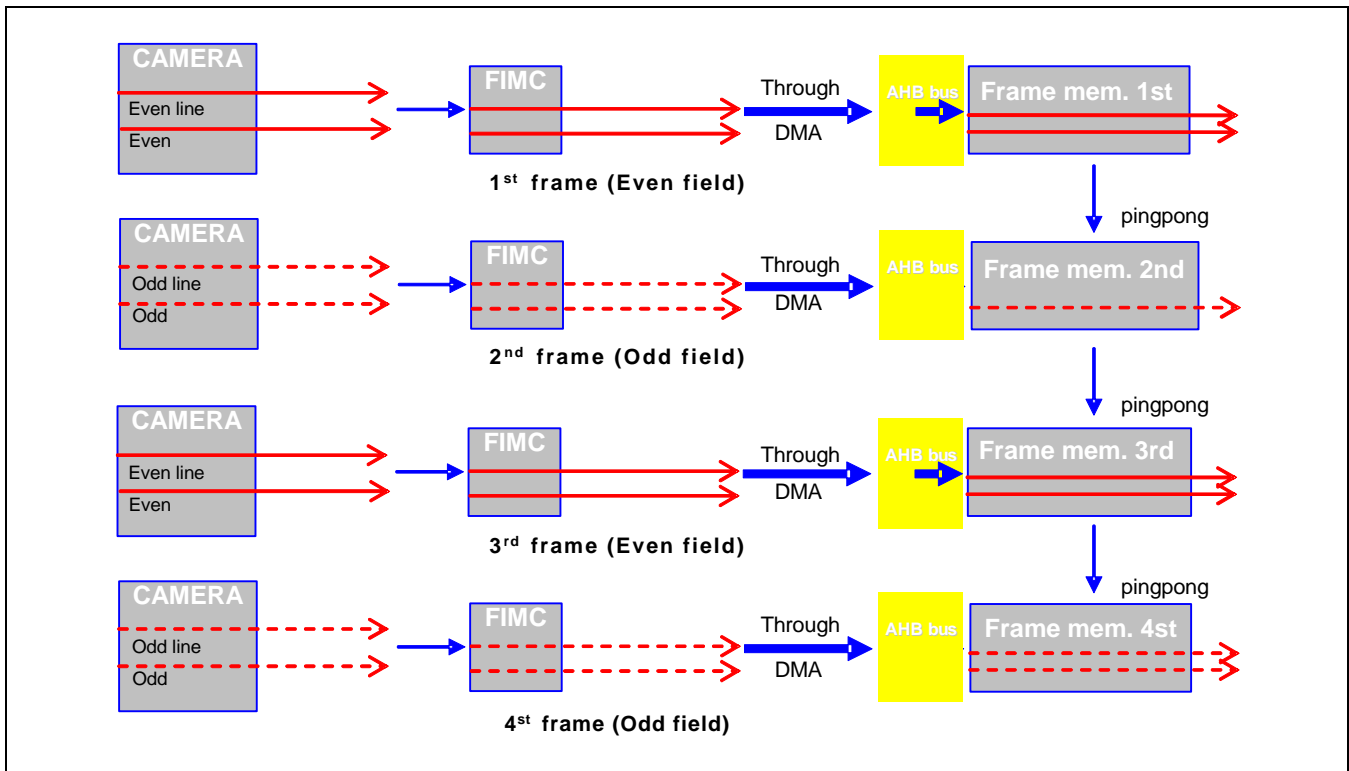 CAMERA
Even line
Even
FIMC
Through
DMA
AHB bus
Frame mem. 1st
1st frame (Even field)
pingpong
CAMERA
Odd line
Odd
FIMC
Through
DMA
AHB bus
Frame mem. 2nd
2nd frame (Odd field)
pingpong
CAMERA
Even line
Even
FIMC
Through
DMA
AHB bus
Frame mem. 3rd
3rd frame (Even field)
pingpong
CAMERA
Odd line
Odd
FIMC
Through
DMA
AHB bus
Frame mem. 4st
4st frame (Odd field)